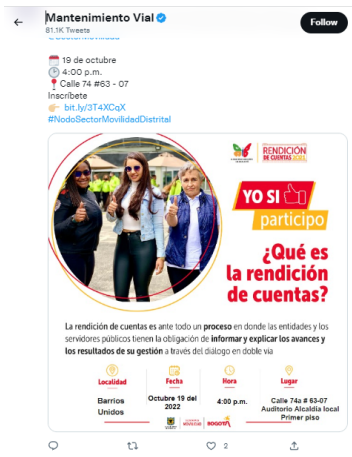 Mantenimiento Vial
81.1K Tweets
Follow
@SectorMovilidad
19 de octubre
4:00 p.m.
Calle 74 #63 - 07
Inscríbete
bit.ly/3T4XCqX
#NodoSectorMovilidadDistrital
RENDICIÓN
DE CUENTAS 2021
YO SI
participo
¿Qué es
la rendición
de cuentas?
La rendición de cuentas es ante todo un proceso en donde las entidades y los
servidores públicos tienen la obligación de informar y explicar los avances y
los resultados de su gestión a través del diálogo en doble vía
Localidad
Fecha
Hora
Lugar
Barrios
Unidos
Octubre 19 del
2022
4:00 p.m.
Calle 74a # 63-07
Auditorio Alcaldía local
Primer piso
MOVILIDAD
BOGOTÁ
2